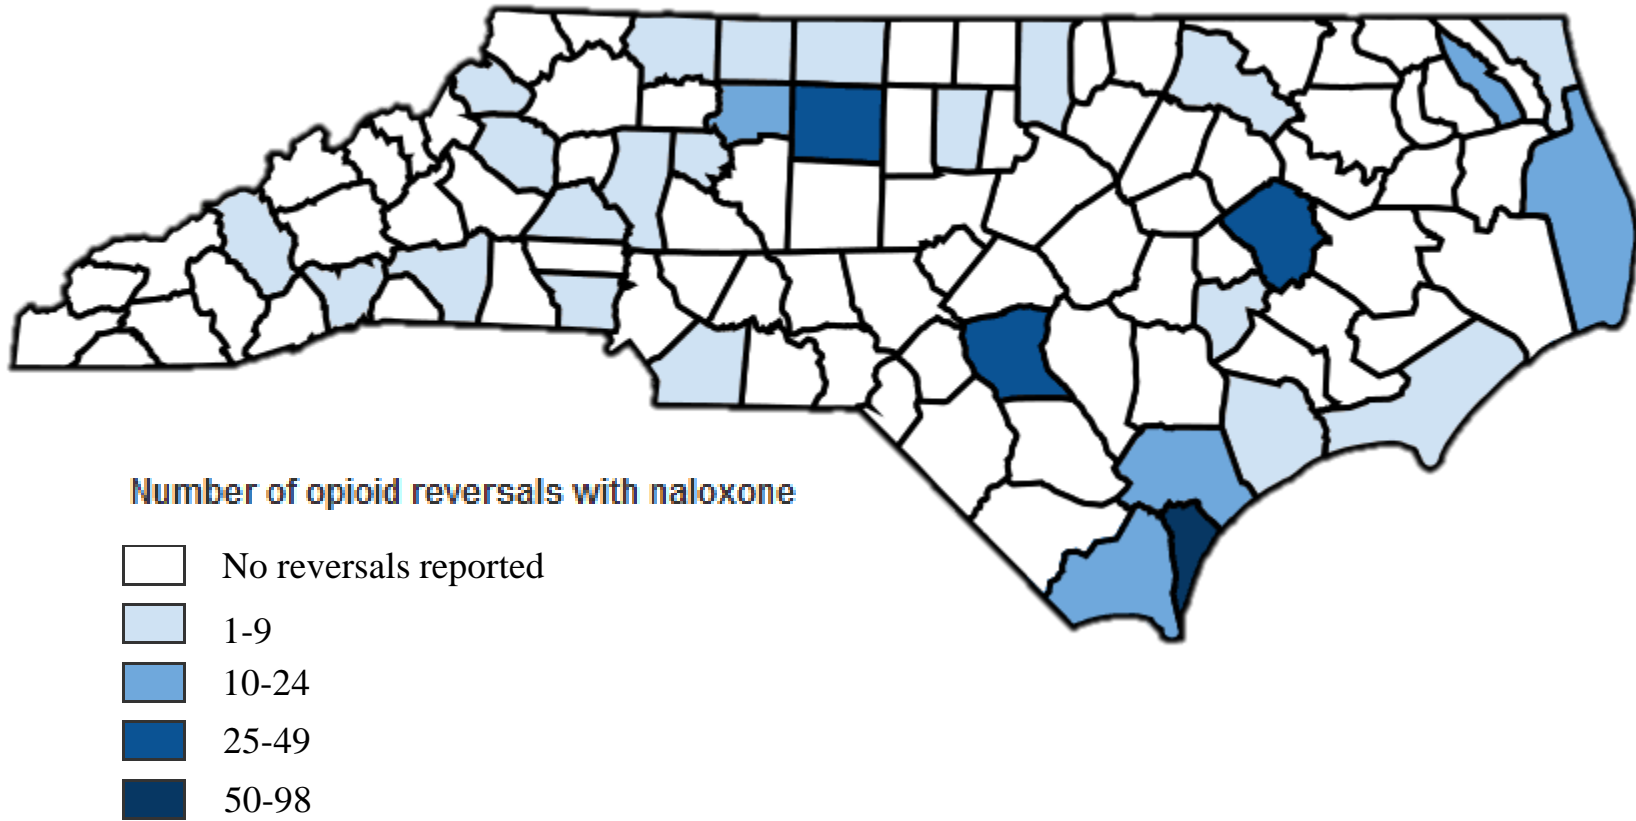 Number of opioid reversals with naloxone
No reversals reported
1-9
10-24
25-49
50-98